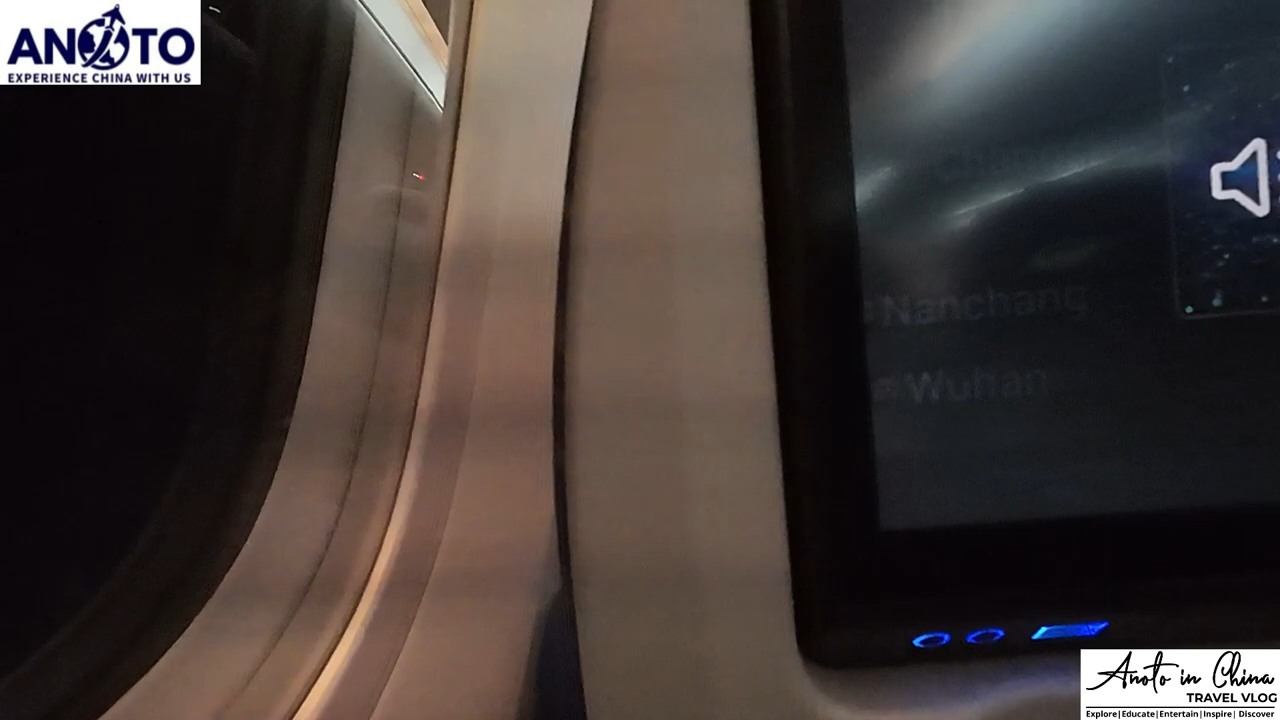 ANOTO
EXPERIENCE CHINA WITH US
Nanchang
Wuhan
Anoto in China
TRAVEL VLOG
Explore|Educate|Entertain|Inspire| Discover